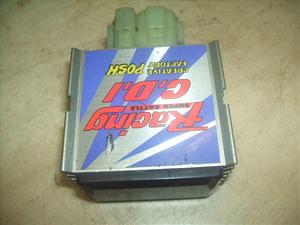 Racing
SUPER BATTLE
C.D.I
CREATIVE
FACTORY POSH